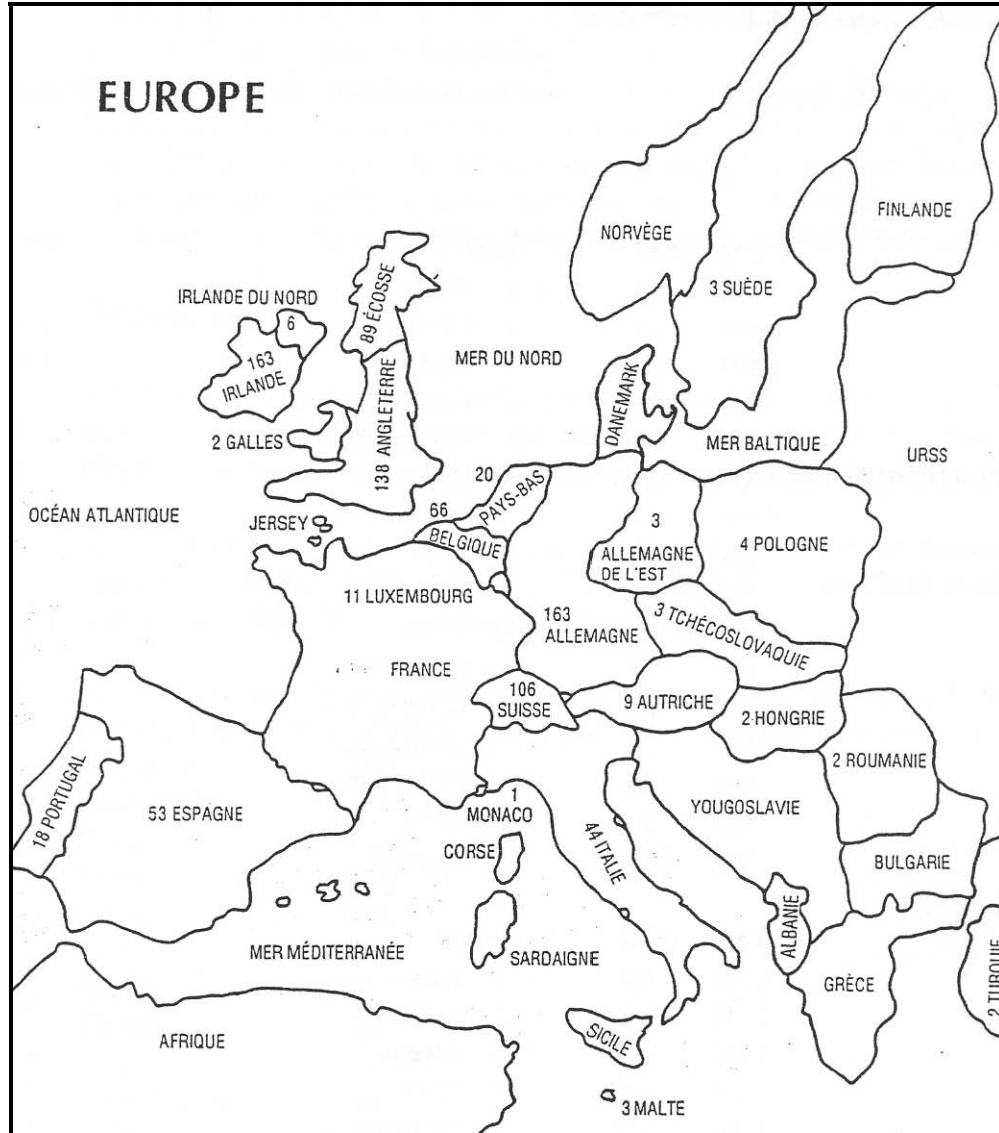 EUROPE
NORVÈGE
FINLANDE
3 SUÈDE
IRLANDE DU NORD
6
89 ÉCOSSE
163
IRLANDE
MER DU NORD
DANEMARK
2 GALLES
138 ANGLETERRE
MER BALTIQUE
URSS
20
PAYS-BAS
OCÉAN ATLANTIQUE
JERSEY
66
BELGIQUE
3
ALLEMAGNE
DE L'EST
4 POLOGNE
11 LUXEMBOURG
163
ALLEMAGNE
3 TCHÉCOSLOVAQUIE
FRANCE
106
SUISSE
9 AUTRICHE
2 HONGRIE
2 ROUMANIE
18 PORTUGAL
53 ESPAGNE
1
MONACO
YOUGOSLAVIE
CORSE
44 ITALIE
BULGARIE
ALBANIE
MER MÉDITERRANÉE
SARDAIGNE
GRÈCE
2 TURQUIE
AFRIQUE
SICILE
3 MALTE